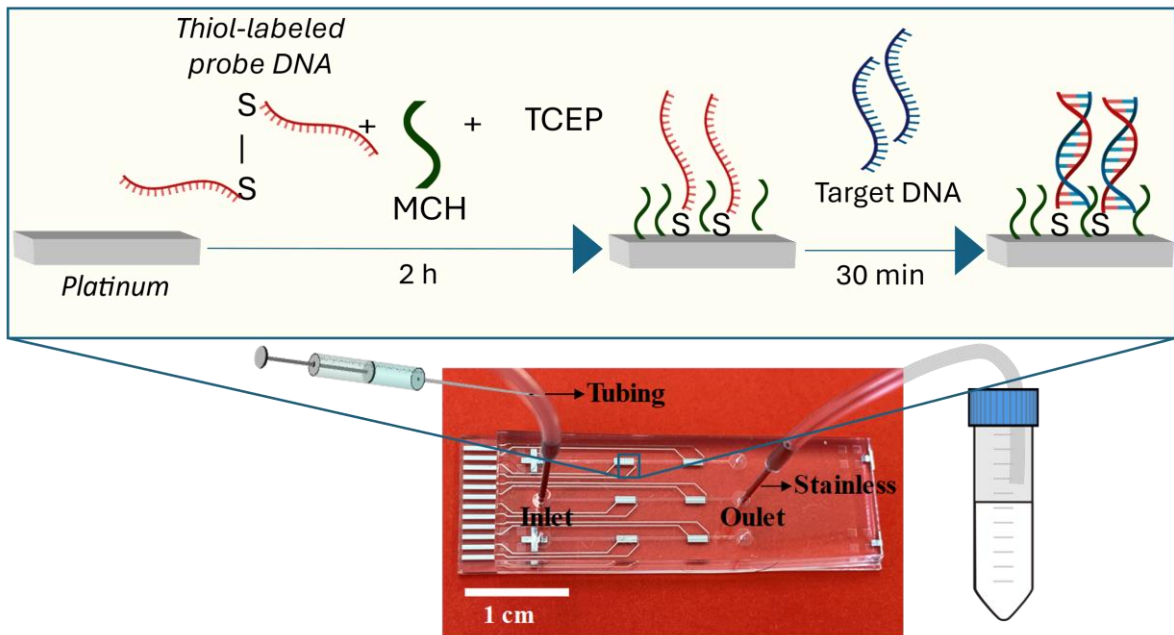 Thiol-labeled
probe DNA
S
S
+
MCH
+
TCEP
Platinum
2 h
S S
Target DNA
30 min
S S
Tubing
Stainless
Inlet
Oulet
1 cm